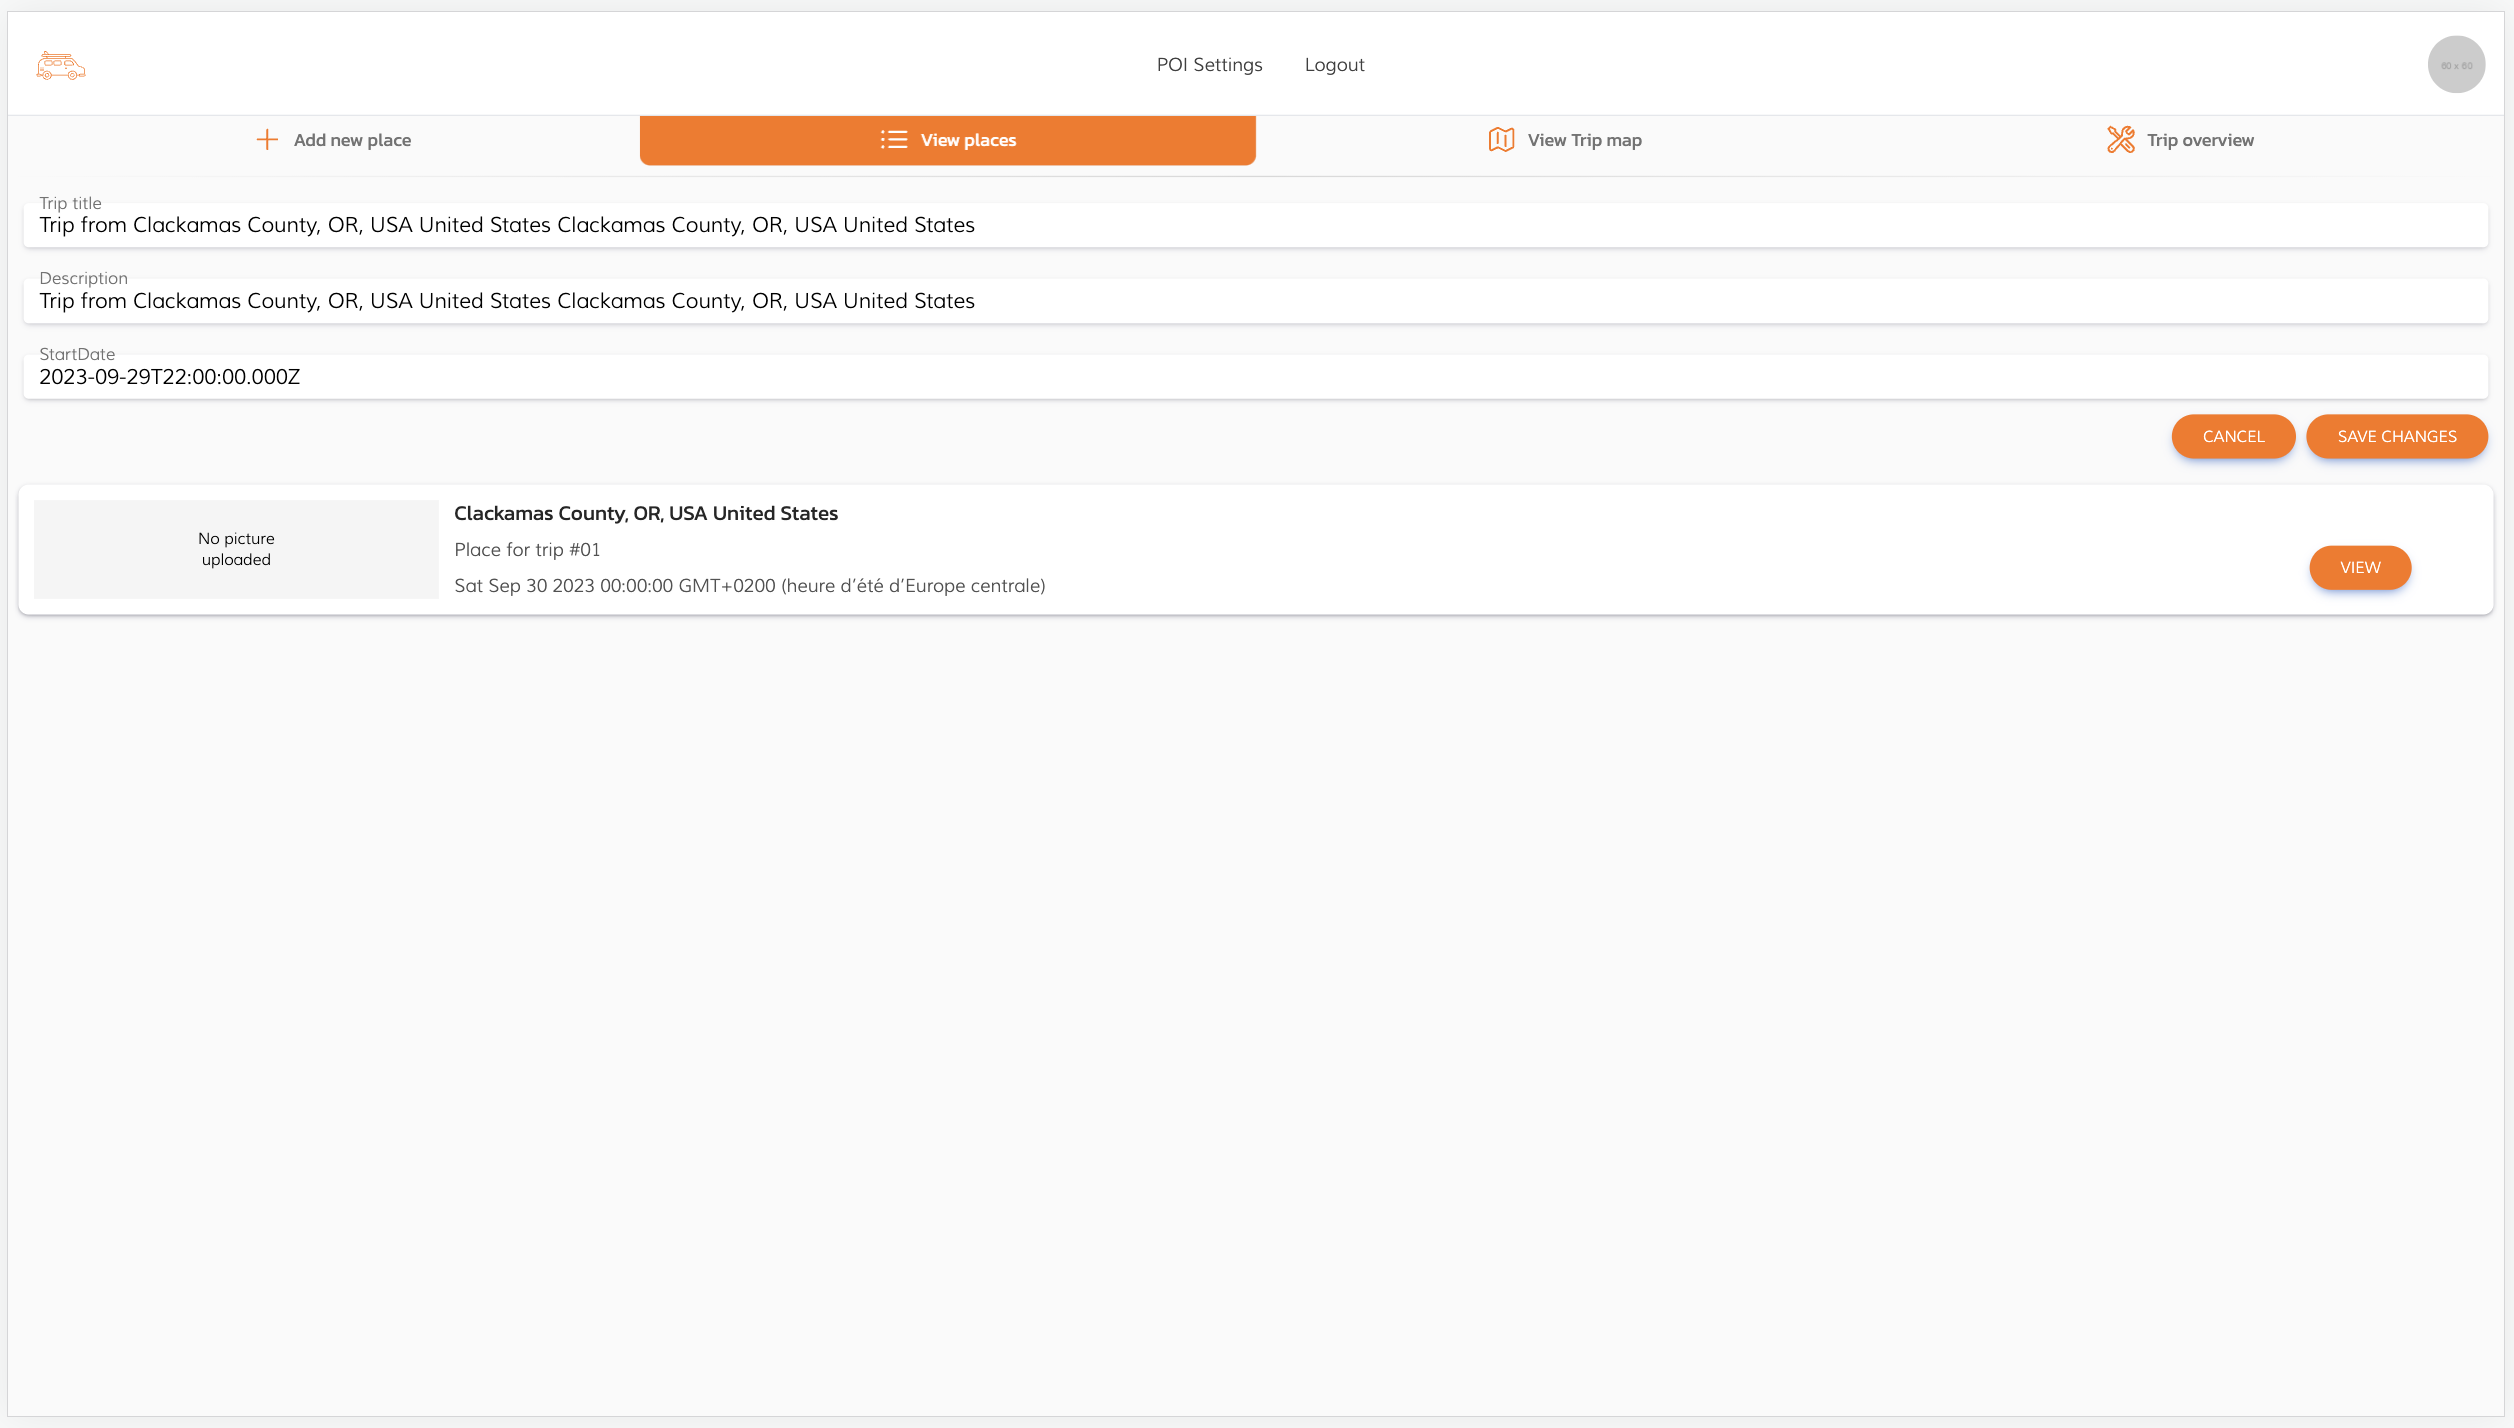 POI Settings Logout
60 x 60
Add new place View places View Trip map Trip overview
Trip title
Trip from Clackamas County, OR, USA United States Clackamas County, OR, USA United States
Description
Trip from Clackamas County, OR, USA United States Clackamas County, OR, USA United States
StartDate
2023-09-29T22:00:00.000Z
CANCEL SAVE CHANGES
No picture
uploaded
Clackamas County, OR, USA United States
Place for trip #01
Sat Sep 30 2023 00:00:00 GMT+0200 (heure d’été d’Europe centrale)
VIEW